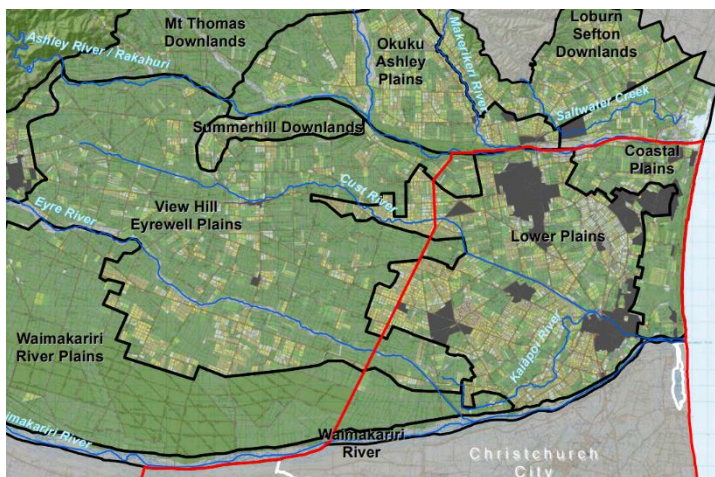 Mt Thomas
Downlands
Loburn
Sefton
Downlands
Okuku
Ashley
Plains
Ashley River / Rakahuri
Makerikeri River
Saltwater Creek
Summerhill Downlands
Coastal
Plains
Cust River
View Hill
Eyrewell Plains
Eyre River
Lower Plains
Waimakariri
River Plains
Kaiapoi River
imakariri River
Waimakariri
River
Christchurch
City